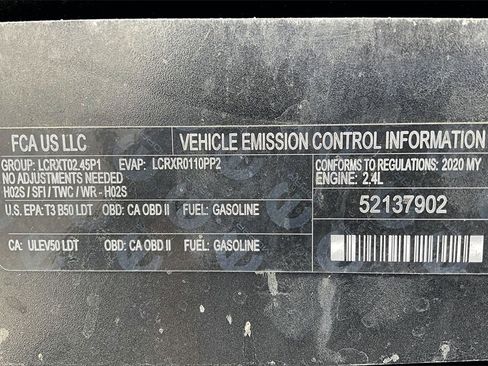 FCA US LLC VEHICLE EMISSION CONTROL INFORMATION
GROUP: LCRXT02.45P1 EVAP: LCRXR0110PP2
NO ADJUSTMENTS NEEDED
H02S / SFI / TWC / WR - H02S
CONFORMS TO REGULATIONS: 2020 MY
ENGINE: 2.4L
U.S. EPA: T3 B50 LDT OBD: CA OBD II FUEL: GASOLINE
52137902
CA: ULEV50 LDT OBD: CA OBD II FUEL: GASOLINE